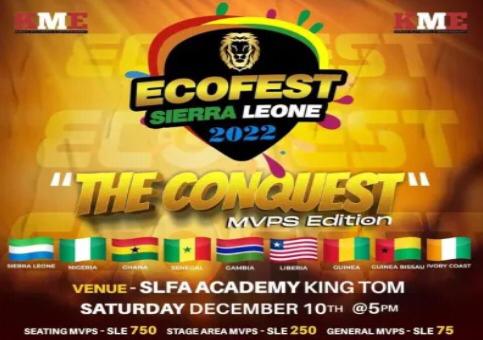 KME
KME
ECOFEST
SIERRA LEONE
2022
"THE CONQUEST"
MVPS Edition
SIERRA LEONE NIGERIA GHANA SENEGAL GAMBIA LIBERIA GUINEA GUINEA BISSAU IVORY COAST
VENUE - SLFA ACADEMY KING TOM
SATURDAY DECEMBER 10TH @5PM
SEATING MVPS - SLE 750 STAGE AREA MVPS - SLE 250 GENERAL MVPS - SLE 75